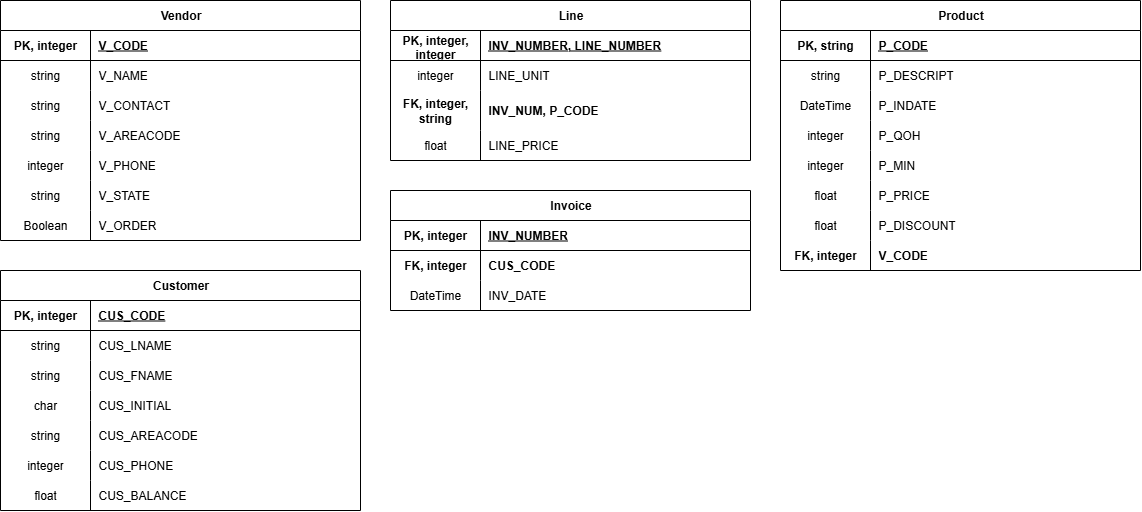 Vendor
PK, integer V_CODE
string V_NAME
string V_CONTACT
string V_AREACODE
integer V_PHONE
string V_STATE
Boolean V_ORDER
Customer
PK, integer CUS_CODE
string CUS_LNAME
string CUS_FNAME
char CUS_INITIAL
string CUS_AREACODE
integer CUS_PHONE
float CUS_BALANCE
Line
PK, integer,
integer
INV_NUMBER, LINE_NUMBER
integer LINE_UNIT
FK, integer,
string
INV_NUM, P_CODE
float LINE_PRICE
Invoice
PK, integer INV_NUMBER
FK, integer CUS_CODE
DateTime INV_DATE
Product
PK, string P_CODE
string P_DESCRIPT
DateTime P_INDATE
integer P_QOH
integer P_MIN
float P_PRICE
float P_DISCOUNT
FK, integer V_CODE